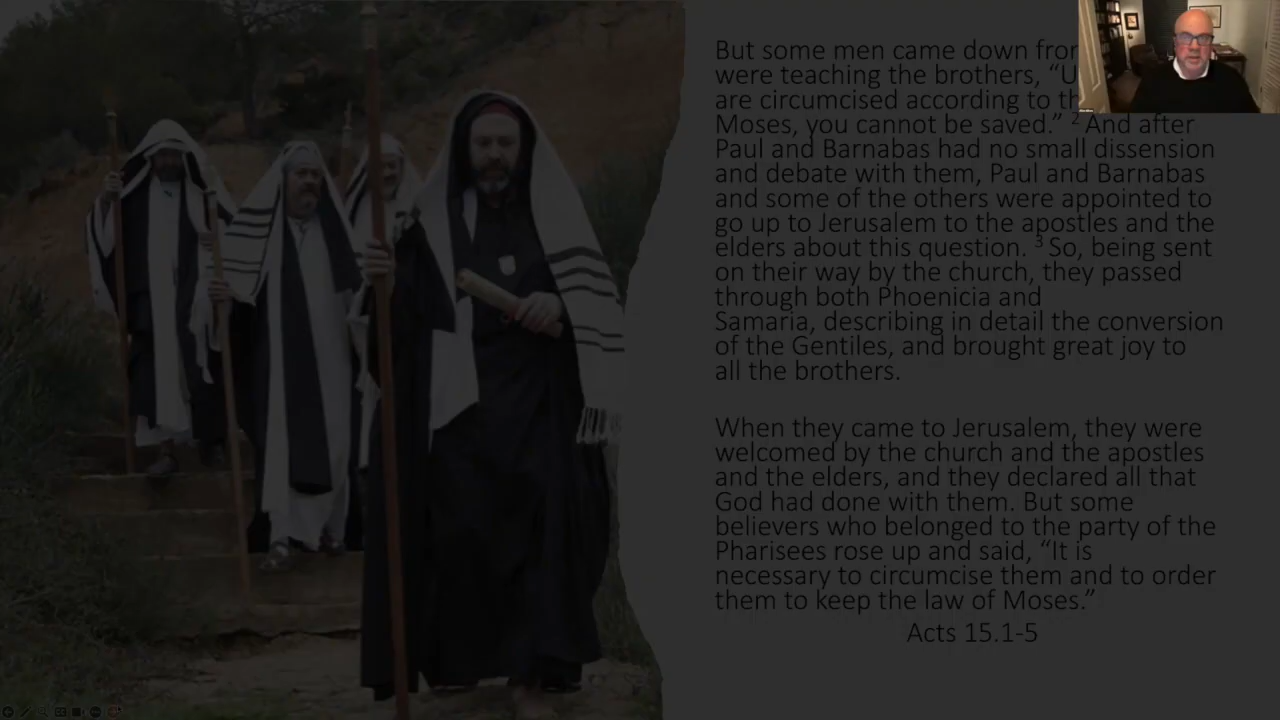 But some men came down from
were teaching the brothers, “U
are circumcised according to th
Moses, you cannot be saved.” 2 And after
Paul and Barnabas had no small dissension
and debate with them, Paul and Barnabas
and some of the others were appointed to
go up to Jerusalem to the apostles and the
elders about this question. 3 So, being sent
on their way by the church, they passed
through both Phoenicia and
Samaria, describing in detail the conversion
of the Gentiles, and brought great joy to
all the brothers.
When they came to Jerusalem, they were
welcomed by the church and the apostles
and the elders, and they declared all that
God had done with them. But some
believers who belonged to the party of the
Pharisees rose up and said, “It is
necessary to circumcise them and to order
them to keep the law of Moses.”
Acts 15.1-5